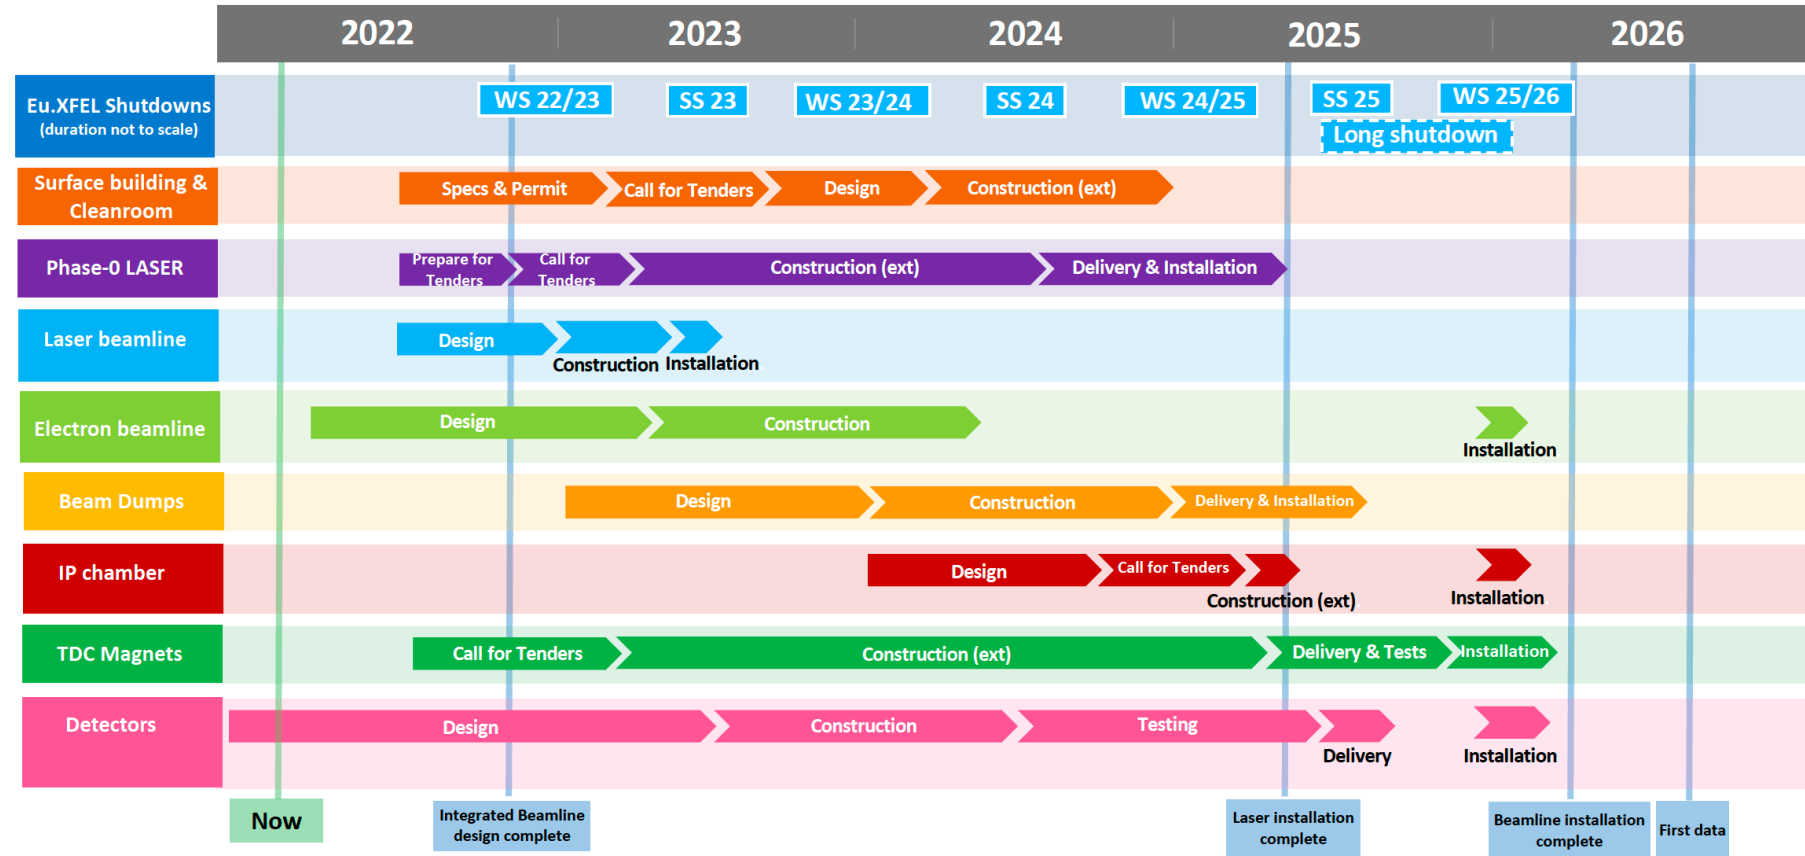 2022 2023 2024 2025 2026
Eu.XFEL Shutdowns
(duration not to scale)
WS 22/23 SS 23 WS 23/24 SS 24 WS 24/25 SS 25 WS 25/26
Long shutdown
Surface building &
Cleanroom
Specs & Permit Call for Tenders Design Construction (ext)
Phase-0 LASER
Prepare for
Tenders
Call for
Tenders
Construction (ext) Delivery & Installation
Laser beamline
Design
Construction Installation
Electron beamline
Design Construction
Installation
Beam Dumps
Design Construction Delivery & Installation
IP chamber
Design Call for Tenders
Construction (ext) Installation
TDC Magnets
Call for Tenders Construction (ext) Delivery & Tests Installation
Detectors
Design Construction Testing
Delivery Installation
Now
Integrated Beamline
design complete
Laser installation
complete
Beamline installation
complete
First data